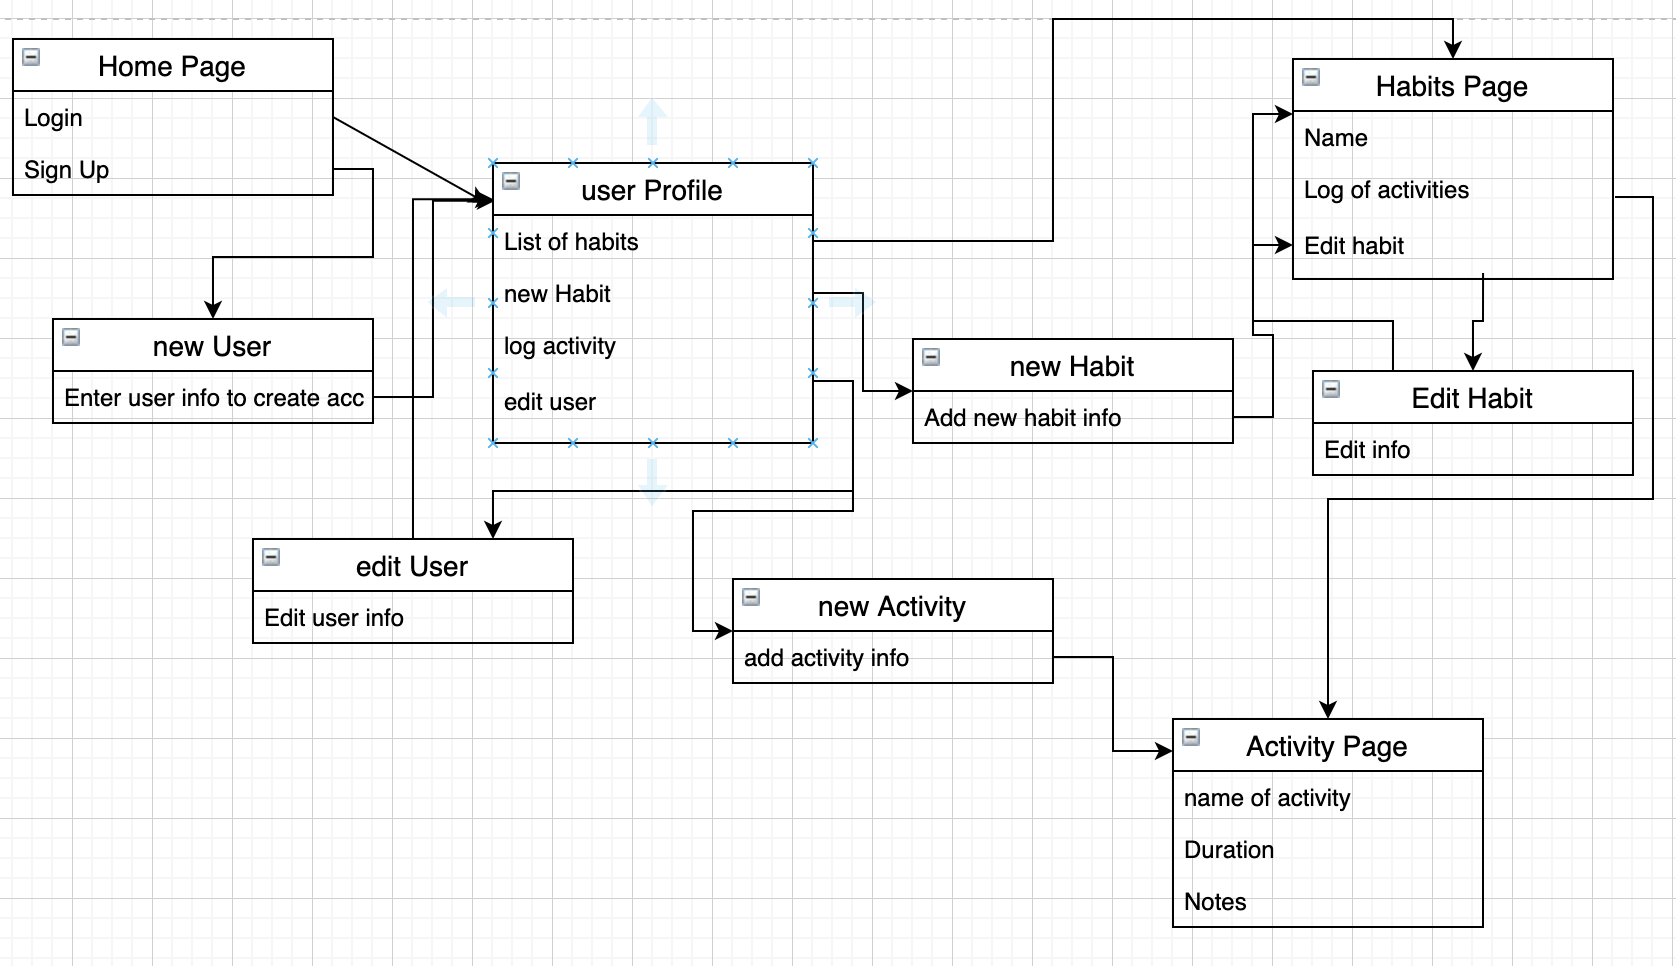 Home Page
Login
Sign Up
new User
Enter user info to create acc
user Profile
List of habits
new Habit
log activity
edit user
edit User
Edit user info
new Habit
Add new habit info
new Activity
add activity info
Habits Page
Name
Log of activities
Edit habit
Edit Habit
Edit info
Activity Page
name of activity
Duration
Notes